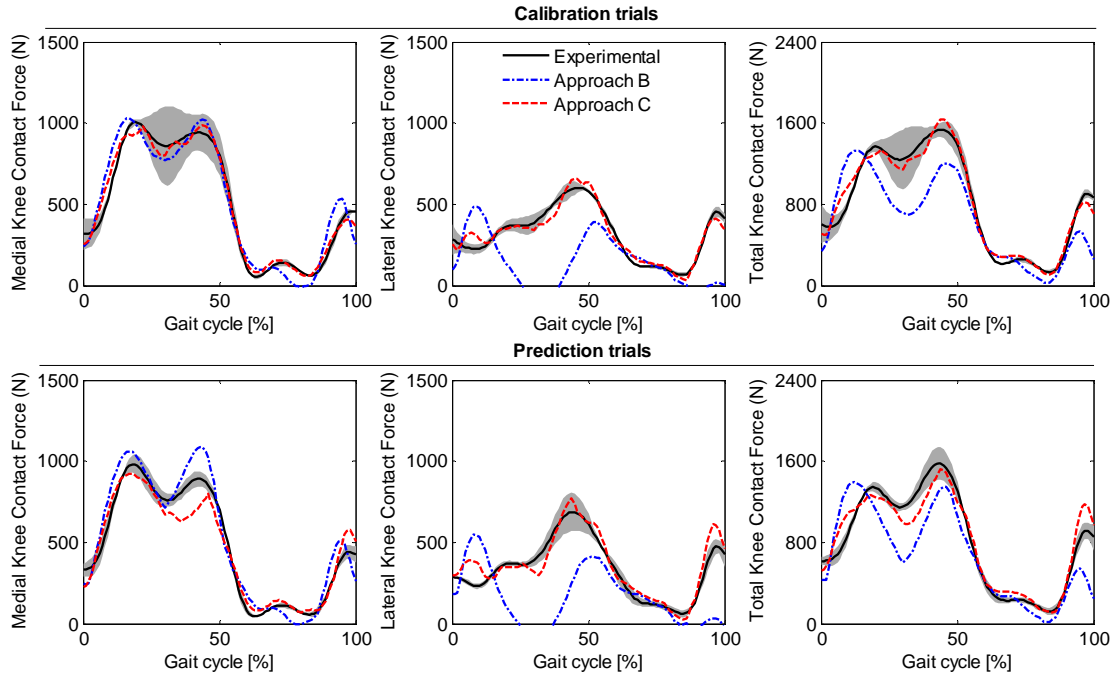 Calibration trials
Medial Knee Contact Force (N)
1500
1000
500
0
0 50 100
Gait cycle [%]
Lateral Knee Contact Force (N)
1500
1000
500
0
0 50 100
Gait cycle [%]
Experimental
Approach B
Approach C
Total Knee Contact Force (N)
2400
1600
800
0
0 50 100
Gait cycle [%]
Prediction trials
Medial Knee Contact Force (N)
1500
1000
500
0
0 50 100
Gait cycle [%]
Lateral Knee Contact Force (N)
1500
1000
500
0
0 50 100
Gait cycle [%]
Total Knee Contact Force (N)
2400
1600
800
0
0 50 100
Gait cycle [%]